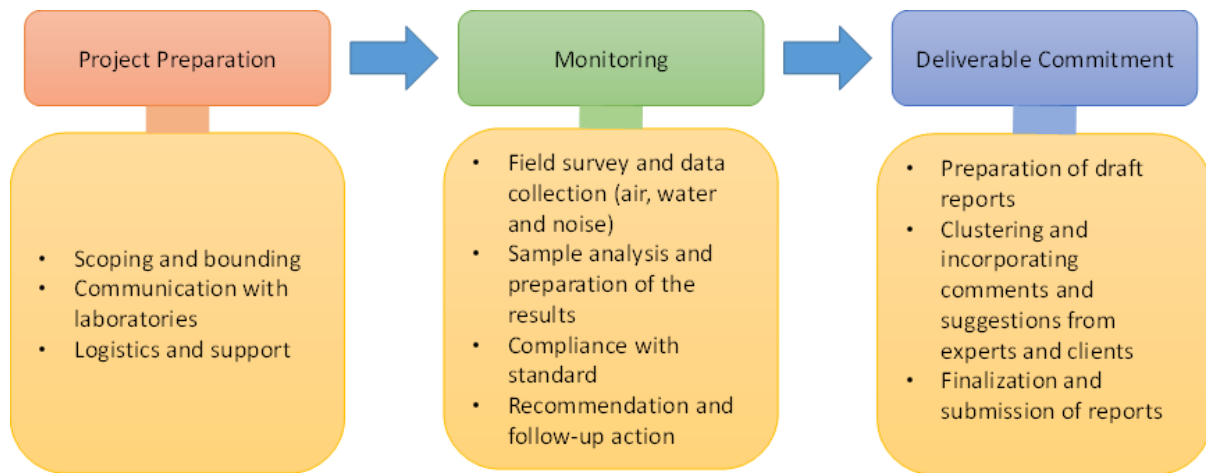 Project Preparation
• Scoping and bounding
• Communication with
laboratories
• Logistics and support
Monitoring
• Field survey and data
collection (air, water
and noise)
• Sample analysis and
preparation of the
results
• Compliance with
standard
• Recommendation and
follow-up action
Deliverable Commitment
• Preparation of draft
reports
• Clustering and
incorporating
comments and
suggestions from
experts and clients
• Finalization and
submission of reports